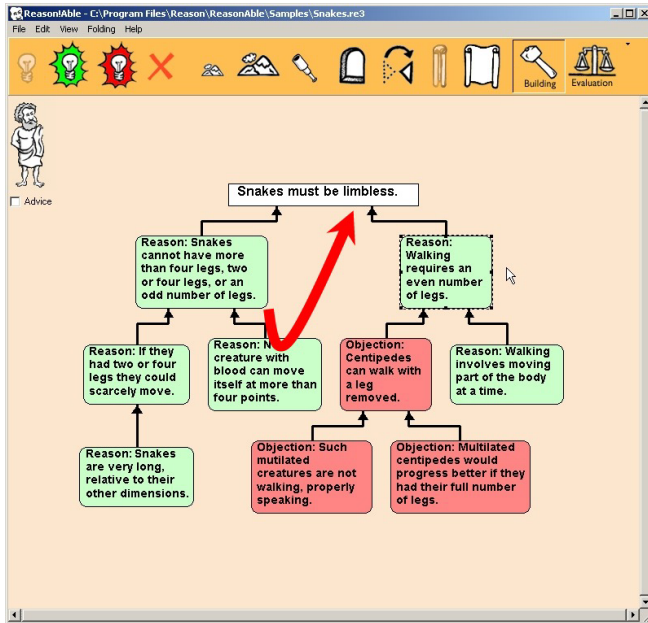 Reason!Able - C:\Program Files\Reason\ReasonAble\Samples\Snakes.re3
File Edit View Folding Help
Building
Evaluation
Advice
Snakes must be limbless.
Reason: Snakes
cannot have more
than four legs, two
or four legs, or an
odd number of legs.
Reason:
Walking
requires an
even number
of legs.
Reason: If they
had two or four
legs they could
scarcely move.
Reason:
creature with
blood can move
itself at more than
four points.
Objection:
Centipedes
can walk with
a leg
removed.
Reason: Walking
involves moving
part of the body
at a time.
Reason: Snakes
are very long,
relative to their
other dimensions.
Objection: Such
mutilated
creatures are not
walking, properly
speaking.
Objection: Multilated
centipedes would
progress better if they
had their full number
of legs.